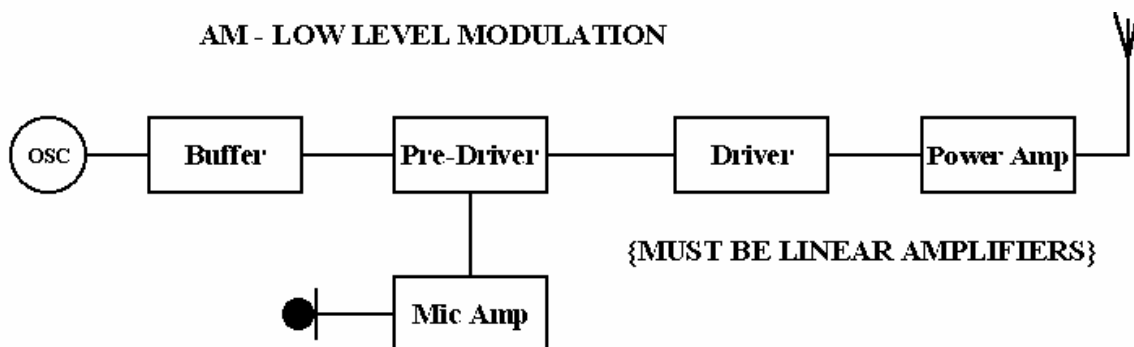 AM - LOW LEVEL MODULATION
OSC
Buffer
Pre-Driver
Driver
Power Amp
{MUST BE LINEAR AMPLIFIERS}
Mic Amp